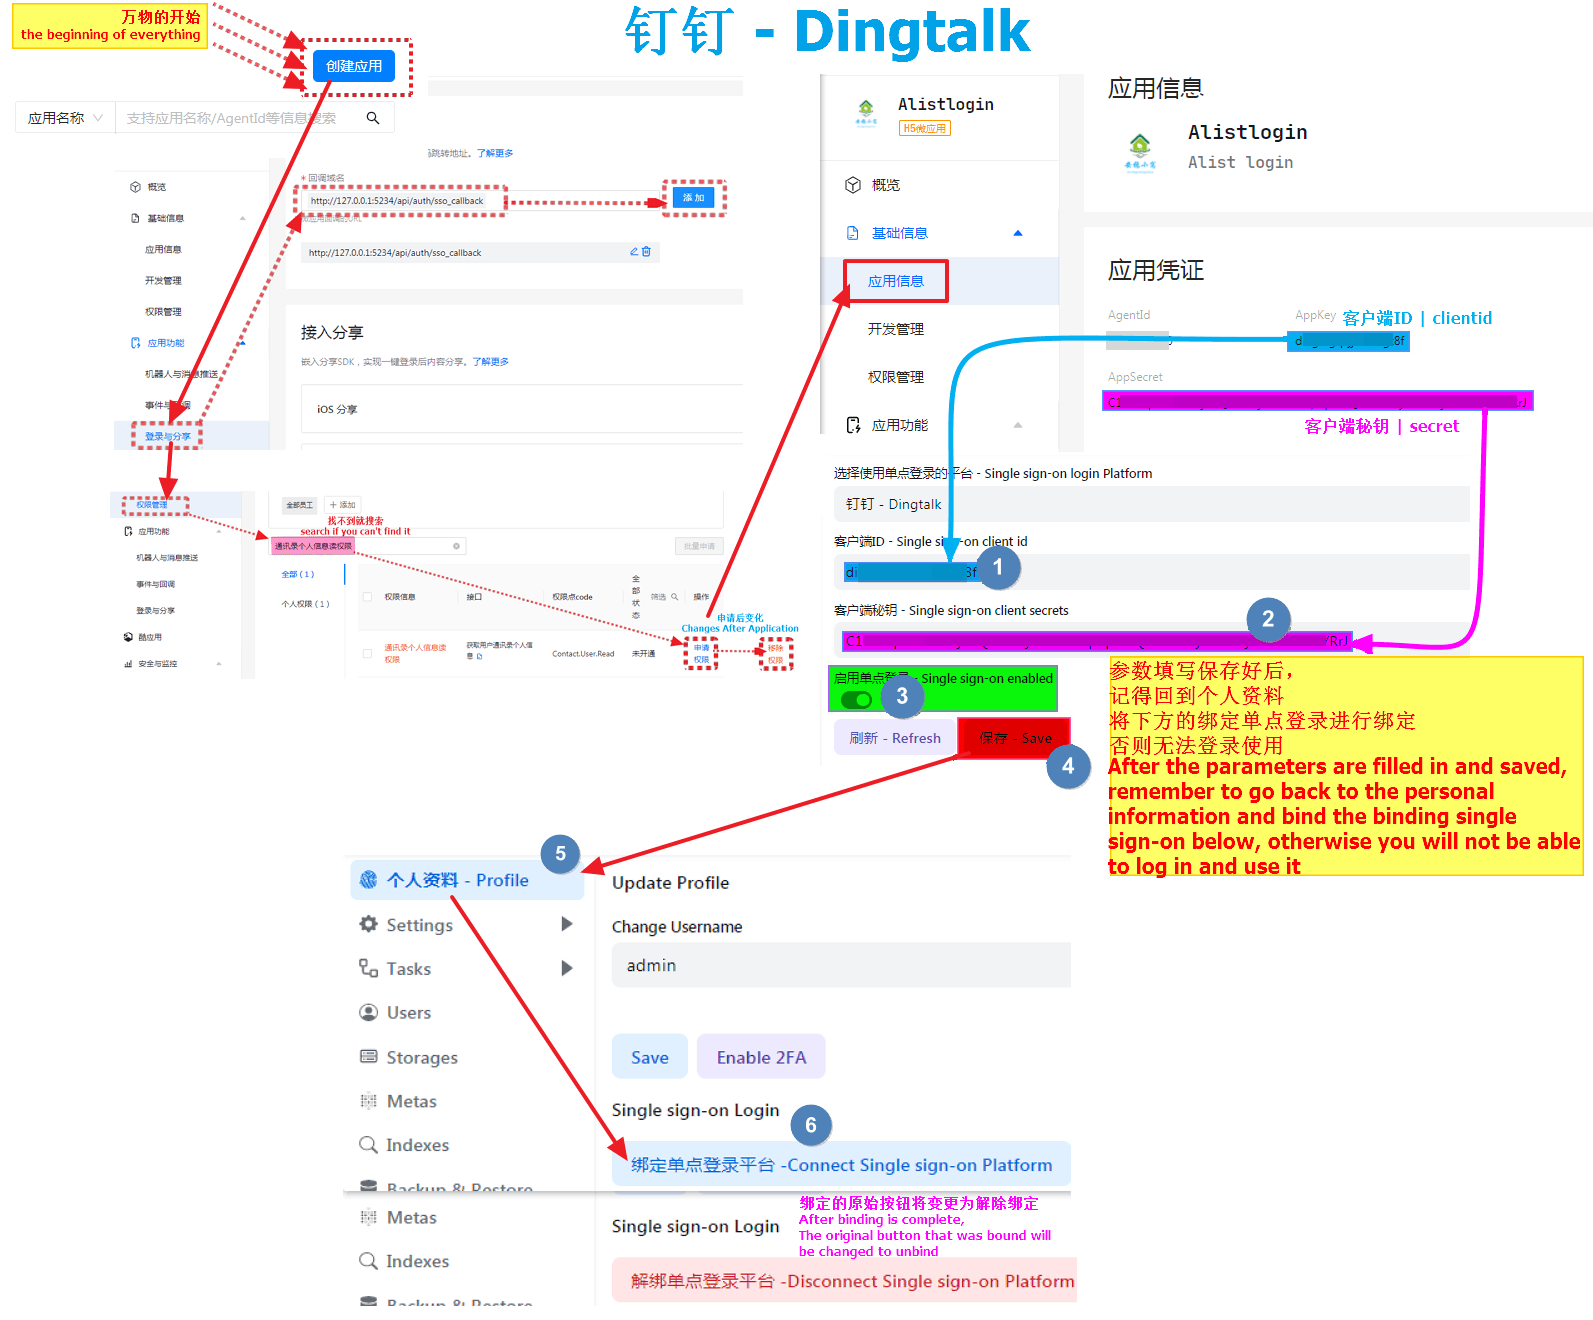 万物的开始
the beginning of everything
钉钉 - Dingtalk
创建应用
应用名称
支持应用名称/AgentId等信息搜索
跳转地址。了解更多
* 回调域名
http://127.0.0.1:5234/api/auth/sso_callback
添加
http://127.0.0.1:5234/api/auth/sso_callback
概览
基础信息
应用信息
开发管理
权限管理
应用功能
机器人与消息推送
事件与回调
登录与分享
接入分享
嵌入分享SDK，实现一键登录后内容分享。了解更多
iOS 分享
权限管理
应用功能
机器人与消息推送
事件与回调
登录与分享
酷应用
安全与监控
全部员工
+ 添加
找不到就搜索
search if you can't find it
通讯录个人信息读权限
批量申请
全部（1）
个人权限（1）
权限信息
接口
权限点code
全部状态
筛选
操作
通讯录个人信息读
权限
获取用户通讯录个人信
息
Contact.User.Read
未开通
申请
权限
移除
权限
申请后变化
Changes After Application
Alistlogin
H5微应用
概览
基础信息
应用信息
开发管理
权限管理
应用功能
应用信息
Alistlogin
Alist login
应用凭证
AgentId
AppKey
客户端ID | clientid
8f
AppSecret
C1
rJ
客户端秘钥 | secret
选择使用单点登录的平台 - Single sign-on login Platform
钉钉 - Dingtalk
客户端ID - Single sign-on client id
di
8f
1
客户端秘钥 - Single sign-on client secrets
2
C1
/RrJ
启用单点登录 - Single sign-on enabled
3
刷新 - Refresh
保存 - Save
4
参数填写保存好后，
记得回到个人资料
将下方的绑定单点登录进行绑定
否则无法登录使用
After the parameters are filled in and saved,
remember to go back to the personal
information and bind the binding single
sign-on below, otherwise you will not be able
to log in and use it
5
个人资料 - Profile
Settings
Tasks
Users
Storages
Metas
Indexes
Backup & Restore
Update Profile
Change Username
admin
Save
Enable 2FA
Single sign-on Login
6
绑定单点登录平台 -Connect Single sign-on Platform
Metas
Indexes
Backup & Restore
Single sign-on Login
绑定的原始按钮将变更为解除绑定
After binding is complete,
The original button that was bound will
be changed to unbind
解绑单点登录平台 -Disconnect Single sign-on Platform